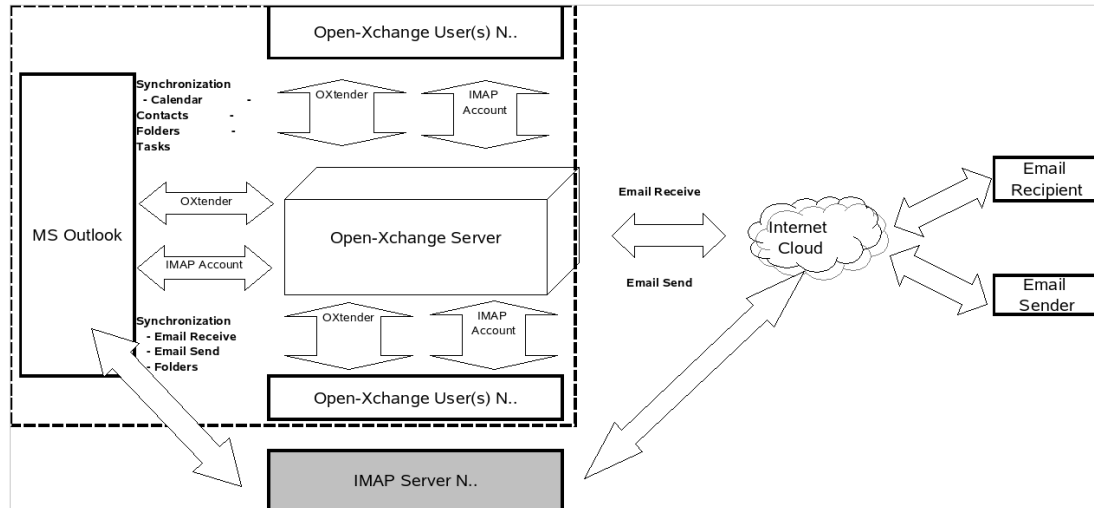 Open-Xchange User(s) N..
Synchronization
- Calendar -
Contacts -
Folders -
Tasks
OXtender
IMAP
Account
MS Outlook
OXtender
IMAP Account
Open-Xchange Server
Email Receive
Email Send
Internet
Cloud
Email
Recipient
Email
Sender
Synchronization
- Email Receive
- Email Send
- Folders
OXtender
IMAP
Account
Open-Xchange User(s) N..
IMAP Server N..